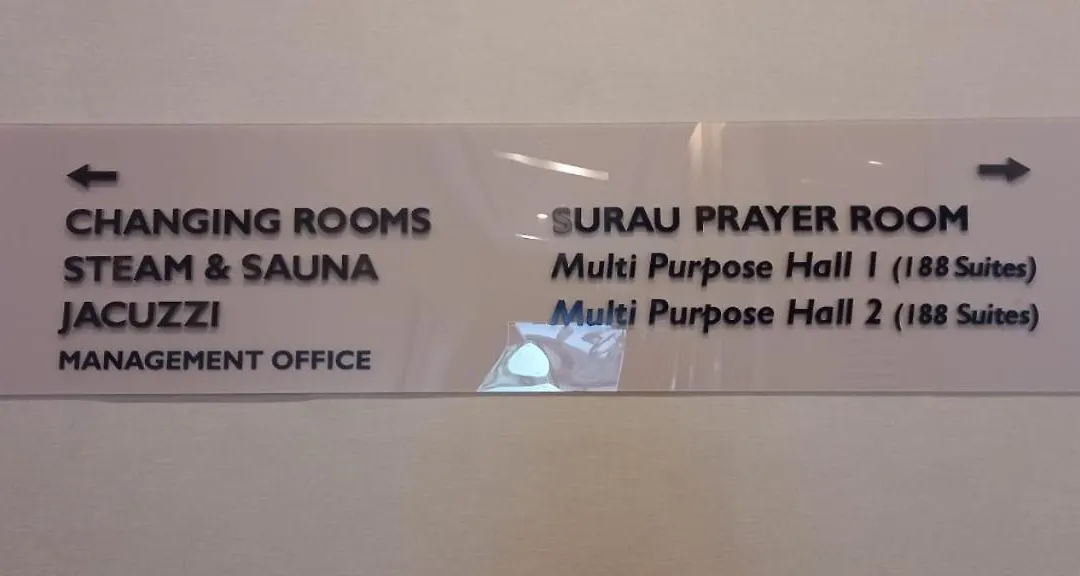 CHANGING ROOMS
STEAM & SAUNA
JACUZZI
MANAGEMENT OFFICE
SURAU PRAYER ROOM
Multi Purpose Hall 1 (188 Suites)
Multi Purpose Hall 2 (188 Suites)